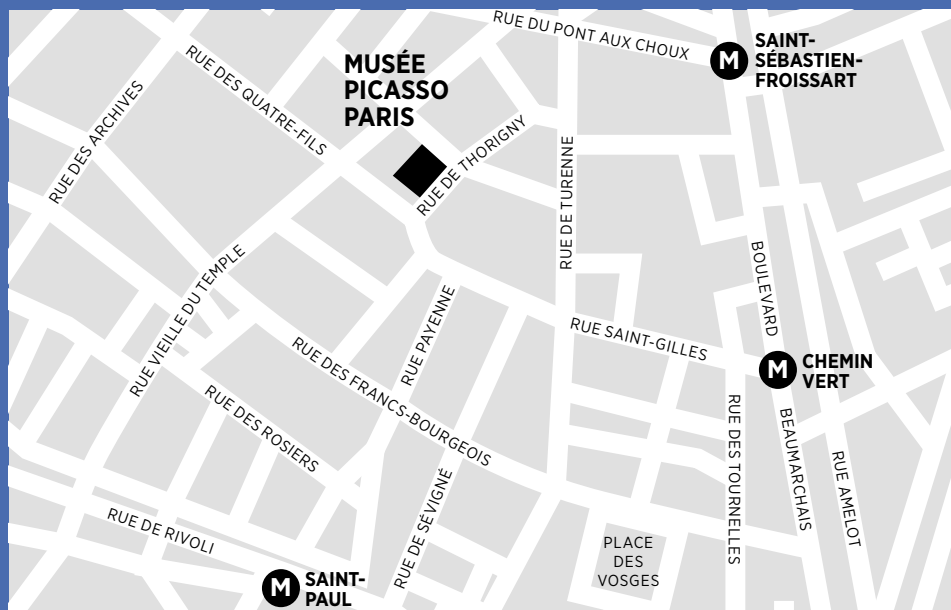 RUE DU PONT AUX CHOUX
M
SAINT-
SÉBASTIEN-
FROISSART
MUSÉE
PICASSO
PARIS
RUE DES QUATRE-FILS
RUE DES ARCHIVES
RUE DE THORIGNY
RUE DE TURENNE
RUE VIEILLE DU TEMPLE
BOULEVARD
BEAUMARCHAIS
RUE PAYENNE
RUE SAINT-GILLES
M
CHEMIN
VERT
RUE DES FRANCS-BOURGEOIS
RUE DES ROSIERS
RUE DES TOURNELLES
RUE AMELOT
RUE DE SÉVIGNÉ
RUE DE RIVOLI
PLACE
DES
VOSGES
M
SAINT-
PAUL